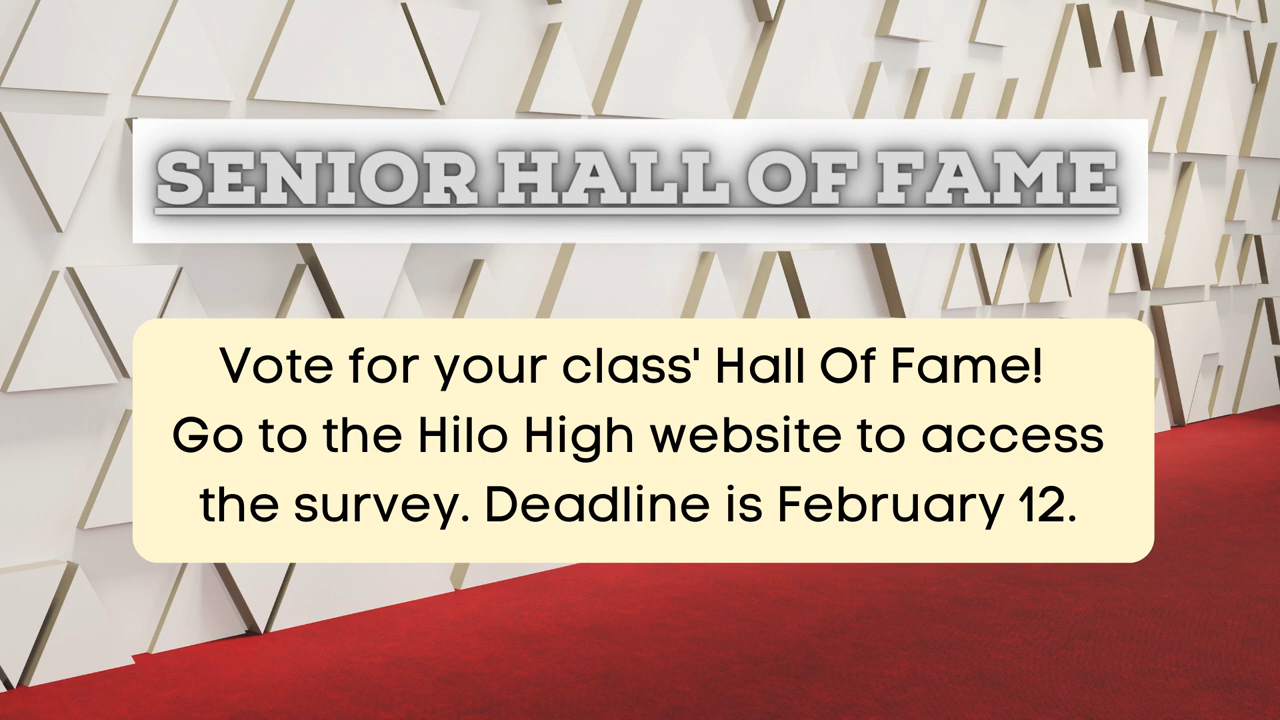 SENIOR HALL OF FAME
Vote for your class' Hall Of Fame!
Go to the Hilo High website to access
the survey. Deadline is February 12.